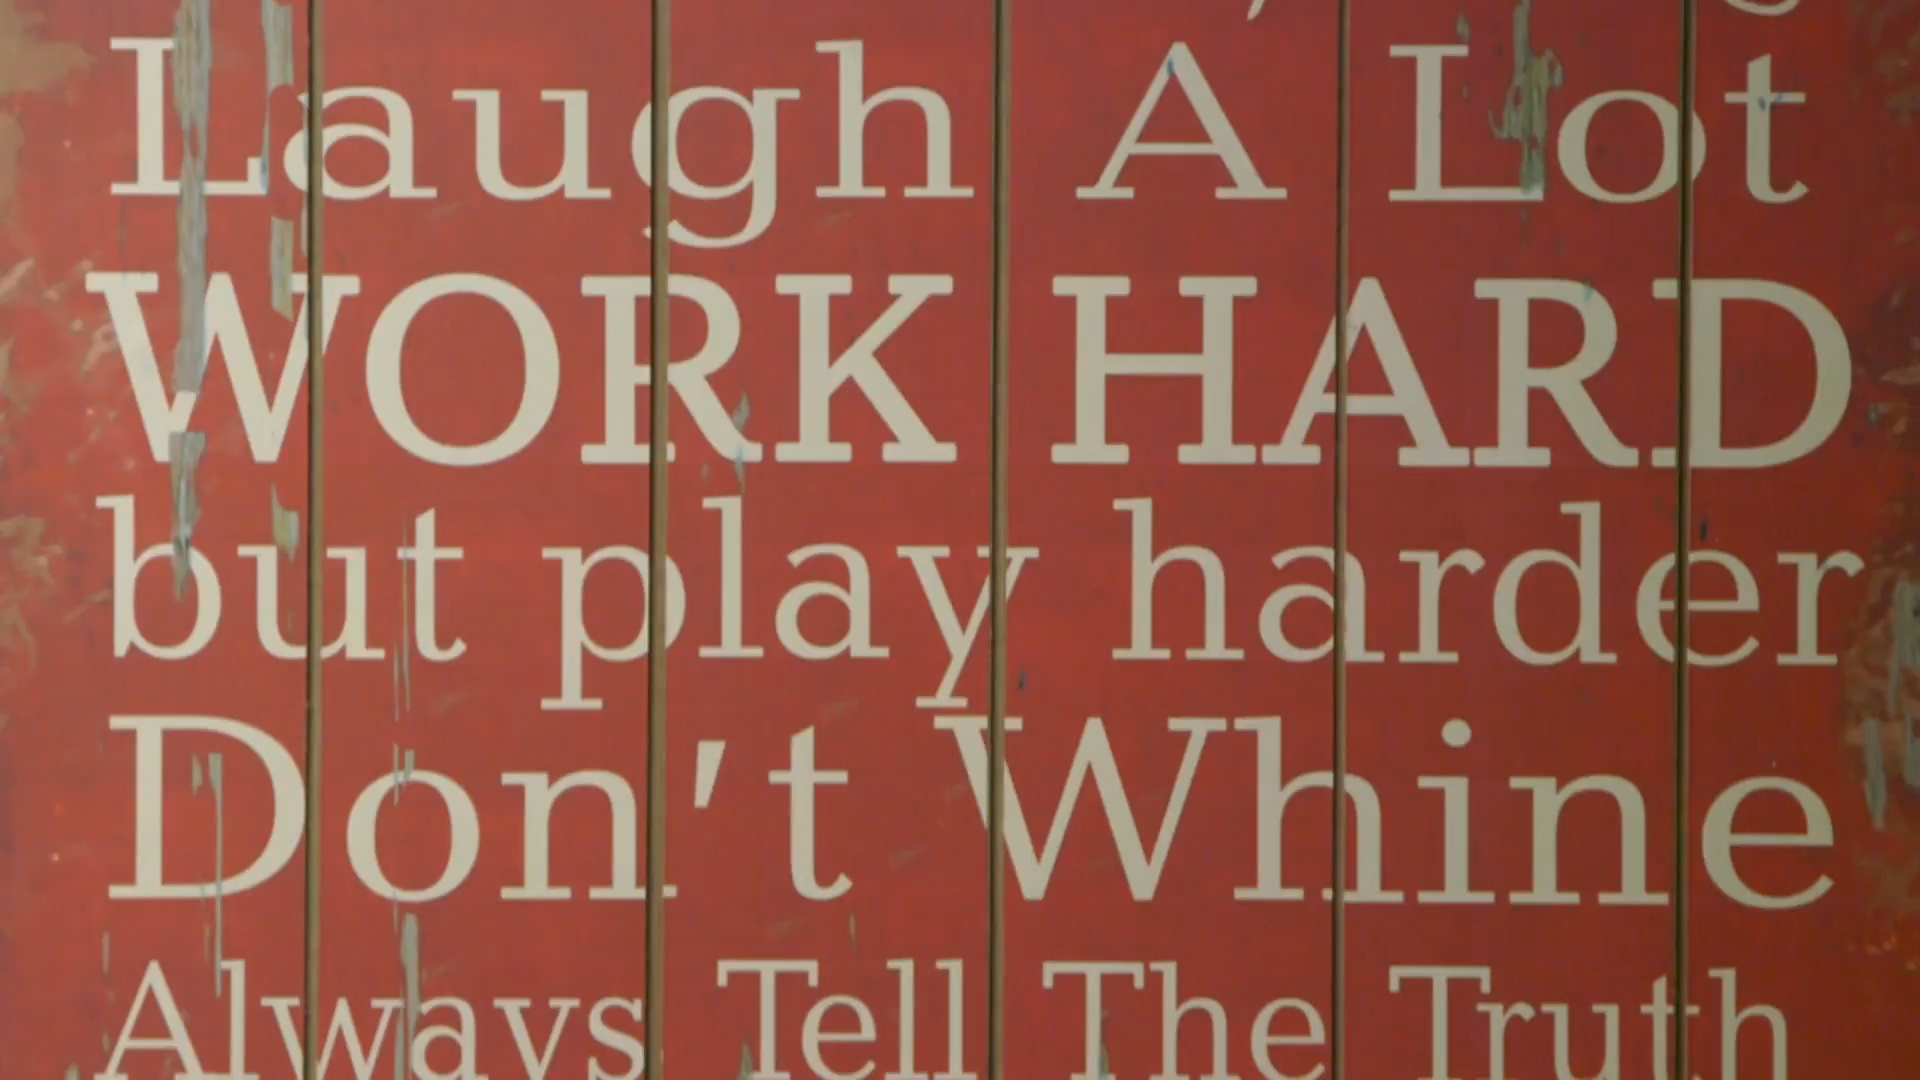 Laugh A Lot
WORK HARD
but play harder
Don't Whine
Always Tell The Truth